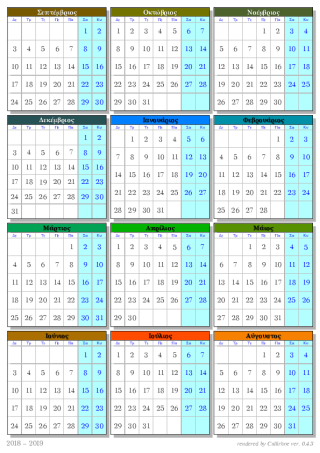 Σεπτέμβριος
Δε Τρ Τε Πέ Πα Σα Κυ
1 2
3 4 5 6 7 8 9
10 11 12 13 14 15 16
17 18 19 20 21 22 23
24 25 26 27 28 29 30
Οκτώβριος
Δε Τρ Τε Πέ Πα Σα Κυ
1 2 3 4 5 6 7
8 9 10 11 12 13 14
15 16 17 18 19 20 21
22 23 24 25 26 27 28
29 30 31
Νοέμβριος
Δε Τρ Τε Πέ Πα Σα Κυ
1 2 3 4
5 6 7 8 9 10 11
12 13 14 15 16 17 18
19 20 21 22 23 24 25
26 27 28 29 30
Δεκέμβριος
Δε Τρ Τε Πέ Πα Σα Κυ
1 2
3 4 5 6 7 8 9
10 11 12 13 14 15 16
17 18 19 20 21 22 23
24 25 26 27 28 29 30
31
Ιανουάριος
Δε Τρ Τε Πέ Πα Σα Κυ
1 2 3 4 5 6
7 8 9 10 11 12 13
14 15 16 17 18 19 20
21 22 23 24 25 26 27
28 29 30 31
Φεβρουάριος
Δε Τρ Τε Πέ Πα Σα Κυ
1 2 3
4 5 6 7 8 9 10
11 12 13 14 15 16 17
18 19 20 21 22 23 24
25 26 27 28
Μάρτιος
Δε Τρ Τε Πέ Πα Σα Κυ
1 2 3
4 5 6 7 8 9 10
11 12 13 14 15 16 17
18 19 20 21 22 23 24
25 26 27 28 29 30 31
Απρίλιος
Δε Τρ Τε Πέ Πα Σα Κυ
1 2 3 4 5 6 7
8 9 10 11 12 13 14
15 16 17 18 19 20 21
22 23 24 25 26 27 28
29 30
Μάιος
Δε Τρ Τε Πέ Πα Σα Κυ
1 2 3 4 5
6 7 8 9 10 11 12
13 14 15 16 17 18 19
20 21 22 23 24 25 26
27 28 29 30 31
Ιούνιος
Δε Τρ Τε Πέ Πα Σα Κυ
1 2
3 4 5 6 7 8 9
10 11 12 13 14 15 16
17 18 19 20 21 22 23
24 25 26 27 28 29 30
Ιούλιος
Δε Τρ Τε Πέ Πα Σα Κυ
1 2 3 4 5 6 7
8 9 10 11 12 13 14
15 16 17 18 19 20 21
22 23 24 25 26 27 28
29 30 31
Αύγουστος
Δε Τρ Τε Πέ Πα Σα Κυ
1 2 3 4
5 6 7 8 9 10 11
12 13 14 15 16 17 18
19 20 21 22 23 24 25
26 27 28 29 30 31
2018 – 2019
rendered by ver. 0.4.3